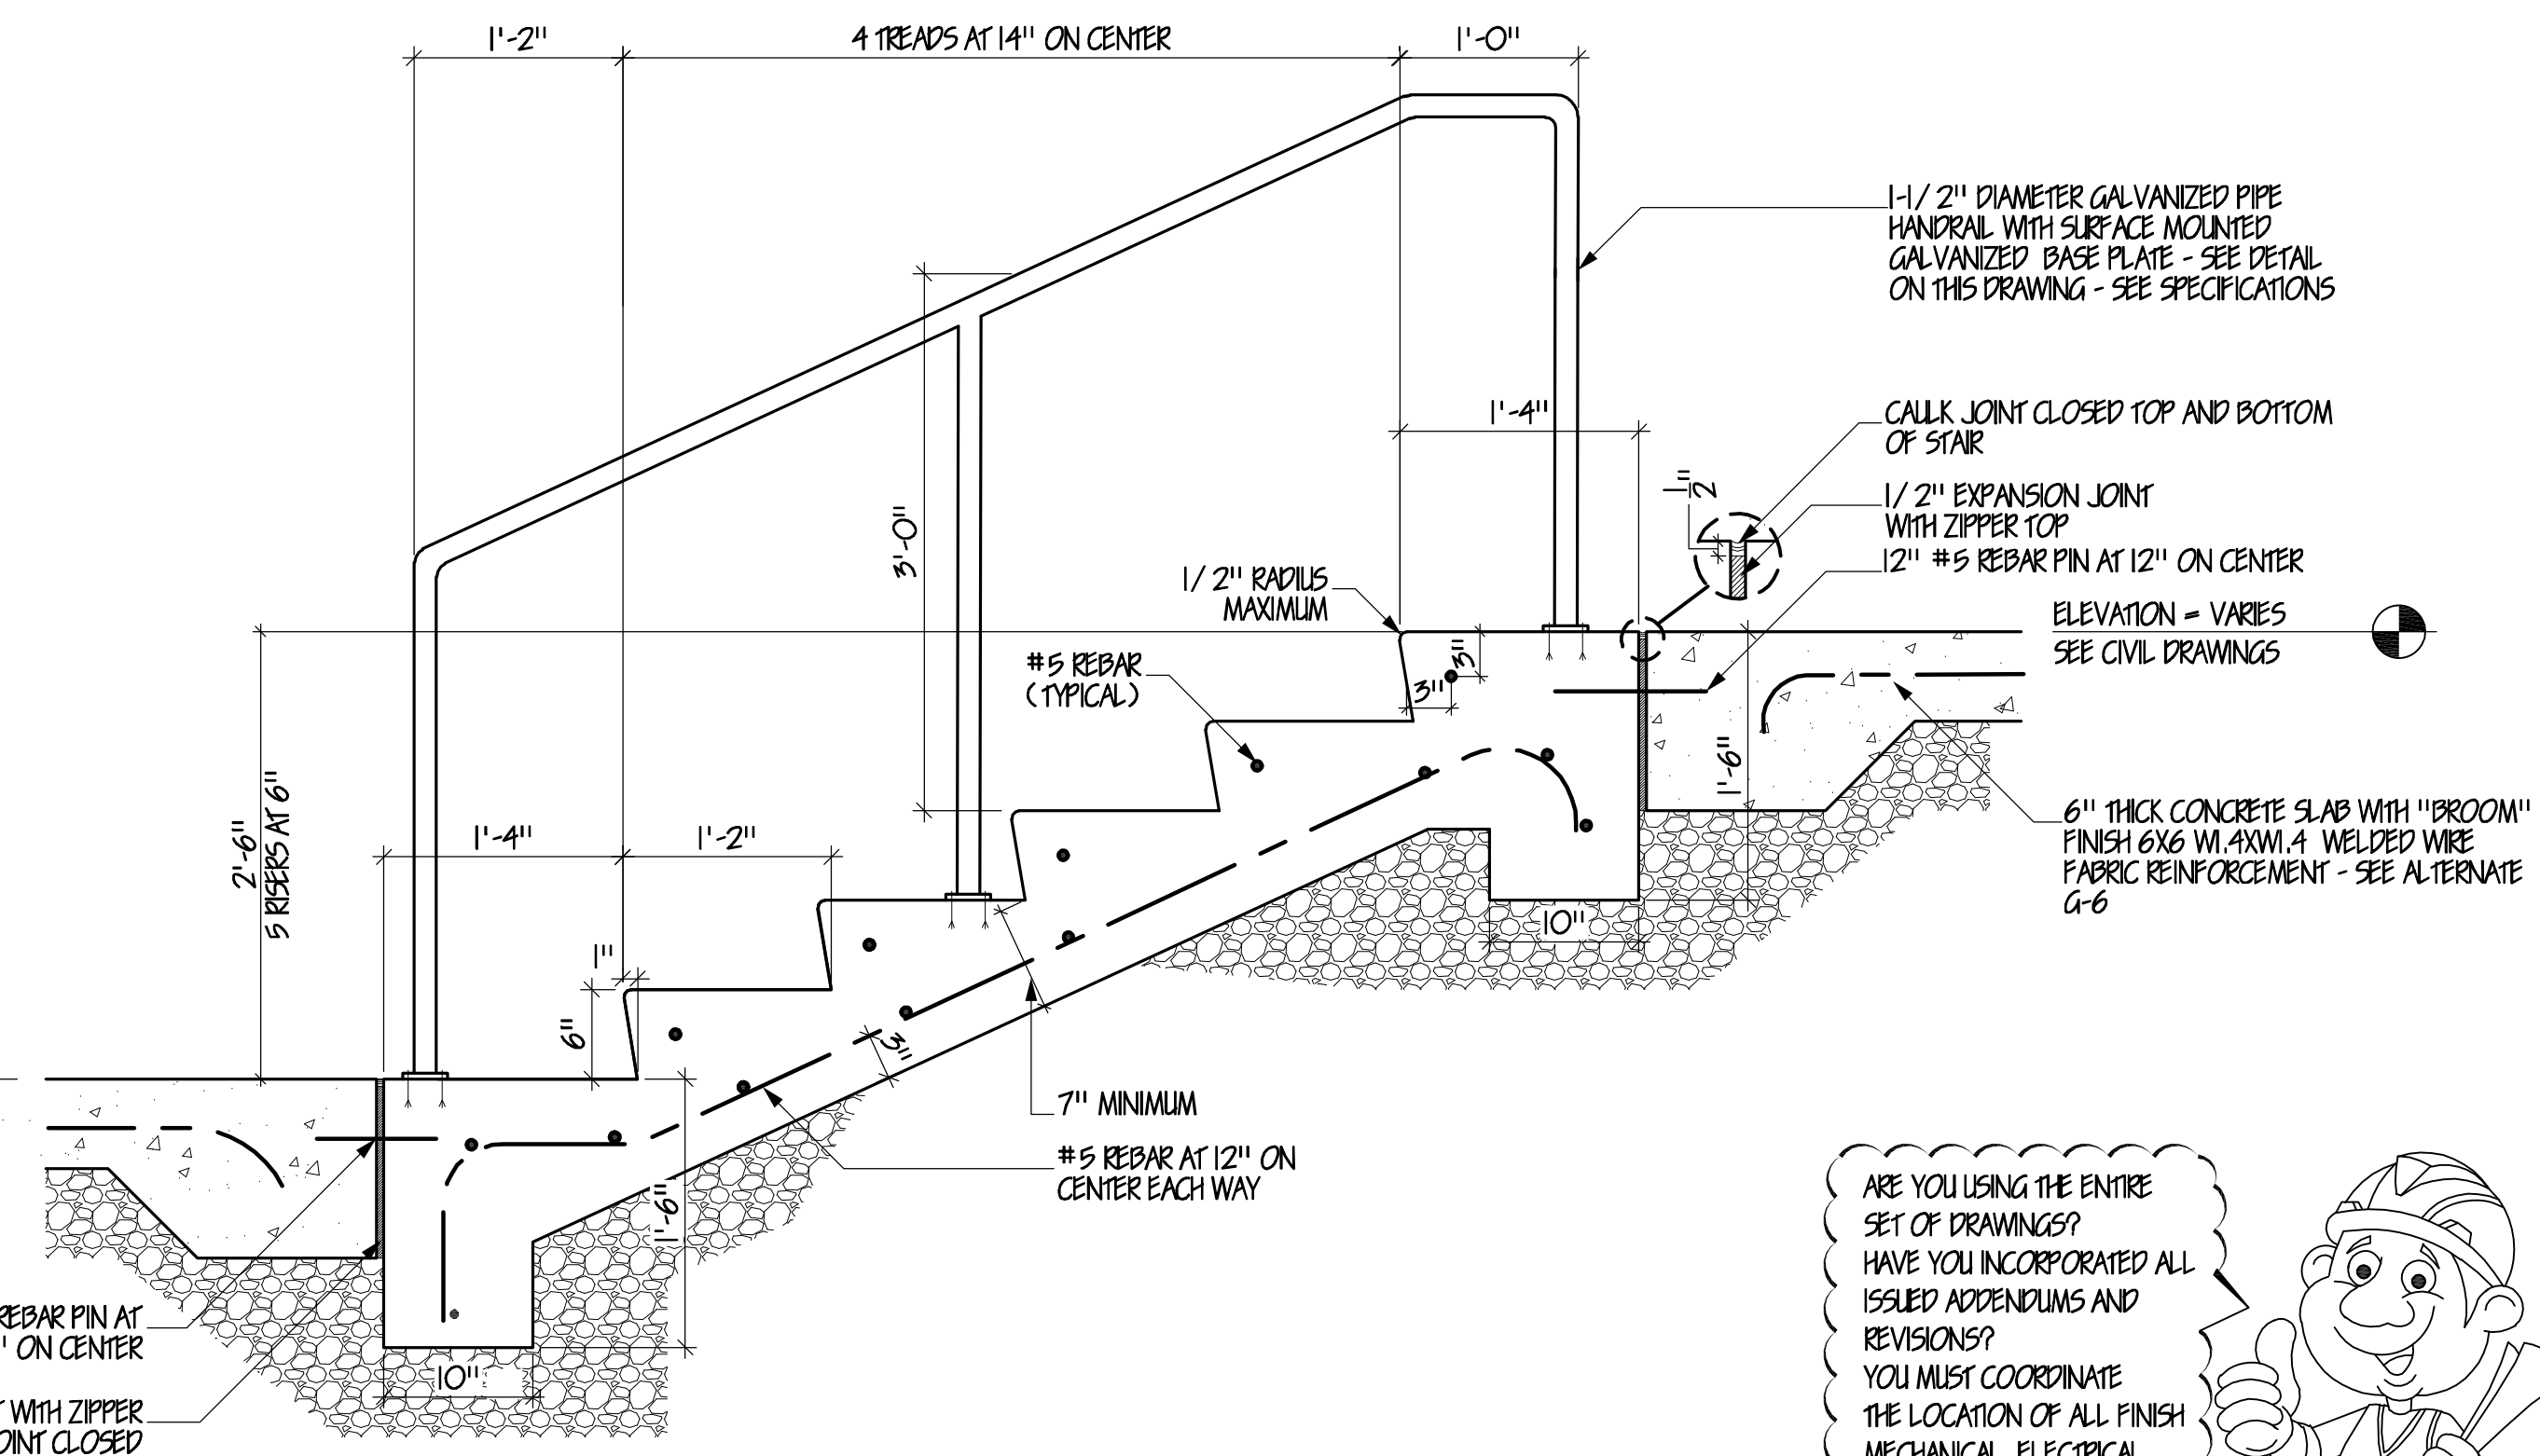 1'-2"
4 TREADS AT 14" ON CENTER
1'-0"
1-1/2" DIAMETER GALVANIZED PIPE
HANDRAIL WITH SURFACE MOUNTED
GALVANIZED BASE PLATE - SEE DETAIL
ON THIS DRAWING - SEE SPECIFICATIONS
1'-4"
CAULK JOINT CLOSED TOP AND BOTTOM
OF STAIR
1"
2
1/2" EXPANSION JOINT
WITH ZIPPER TOP
12" #5 REBAR PIN AT 12" ON CENTER
3'-0"
1/2" RADIUS
MAXIMUM
ELEVATION = VARIES
SEE CIVIL DRAWINGS
#5 REBAR
(TYPICAL)
3"
3"
1'-6"
2'-6"
5 RISERS AT 6"
1'-4"
1'-2"
6" THICK CONCRETE SLAB WITH "BROOM"
FINISH 6X6 W1.4XW1.4 WELDED WIRE
FABRIC REINFORCEMENT - SEE ALTERNATE
G-6
10"
1"
6"
3"
7" MINIMUM
#5 REBAR AT 12" ON
CENTER EACH WAY
1'-6"
10"
REBAR PIN AT
" ON CENTER
WITH ZIPPER
JOINT CLOSED
ARE YOU USING THE ENTIRE
SET OF DRAWINGS?
HAVE YOU INCORPORATED ALL
ISSUED ADDENDUMS AND
REVISIONS?
YOU MUST COORDINATE
THE LOCATION OF ALL FINISH
MECHANICAL, ELECTRICAL